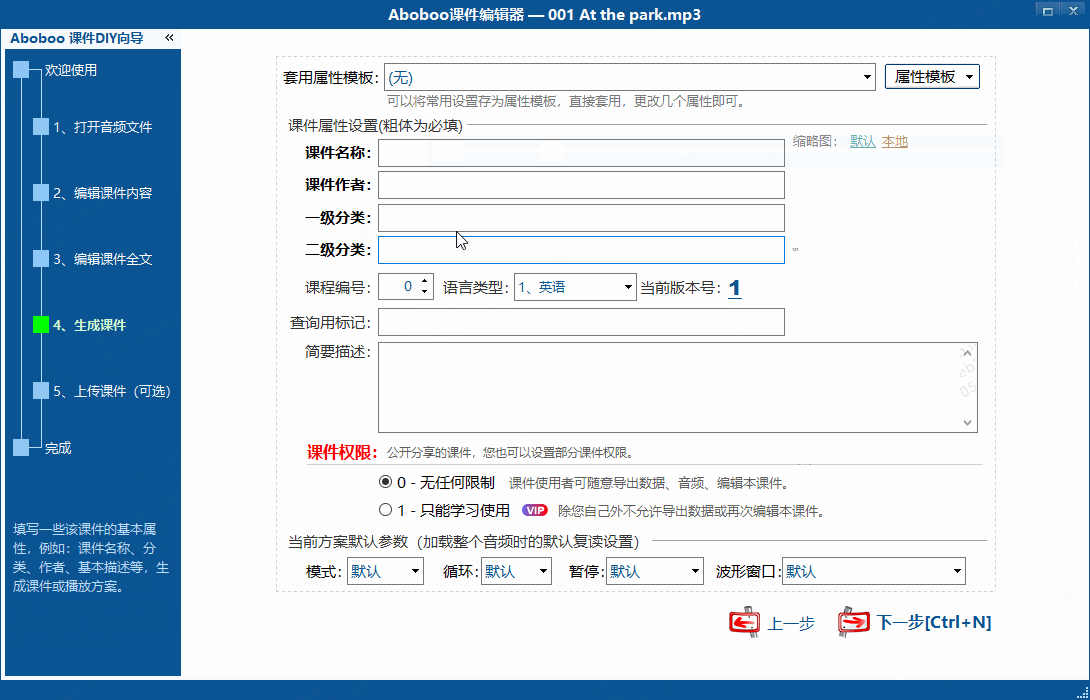 Aboboo课件编辑器 — 001 At the park.mp3
Aboboo 课件DIY向导 «
欢迎使用
1、打开音频文件
2、编辑课件内容
3、编辑课件全文
4、生成课件
5、上传课件（可选）
完成
填写一些该课件的基本属
性，例如：课件名称、分
类、作者、基本描述等，生
成课件或播放方案。
套用属性模板: (无) 属性模板
可以将常用设置存为属性模板，直接套用，更改几个属性即可。
课件属性设置(粗体为必填)
课件名称:
缩略图: 默认 本地
课件作者:
一级分类:
二级分类:
课程编号: 0 语言类型: 1、英语 当前版本号: 1
查询用标记:
简要描述:
课件权限: 公开分享的课件，您也可以设置部分课件权限。
0 - 无任何限制 课件使用者可随意导出数据、音频、编辑本课件。
1 - 只能学习使用 VIP 除您自己外不允许导出数据或再次编辑本课件。
当前方案默认参数（加载整个音频时的默认复读设置）
模式: 默认 循环: 默认 暂停: 默认 波形窗口: 默认
上一步 下一步[Ctrl+N]